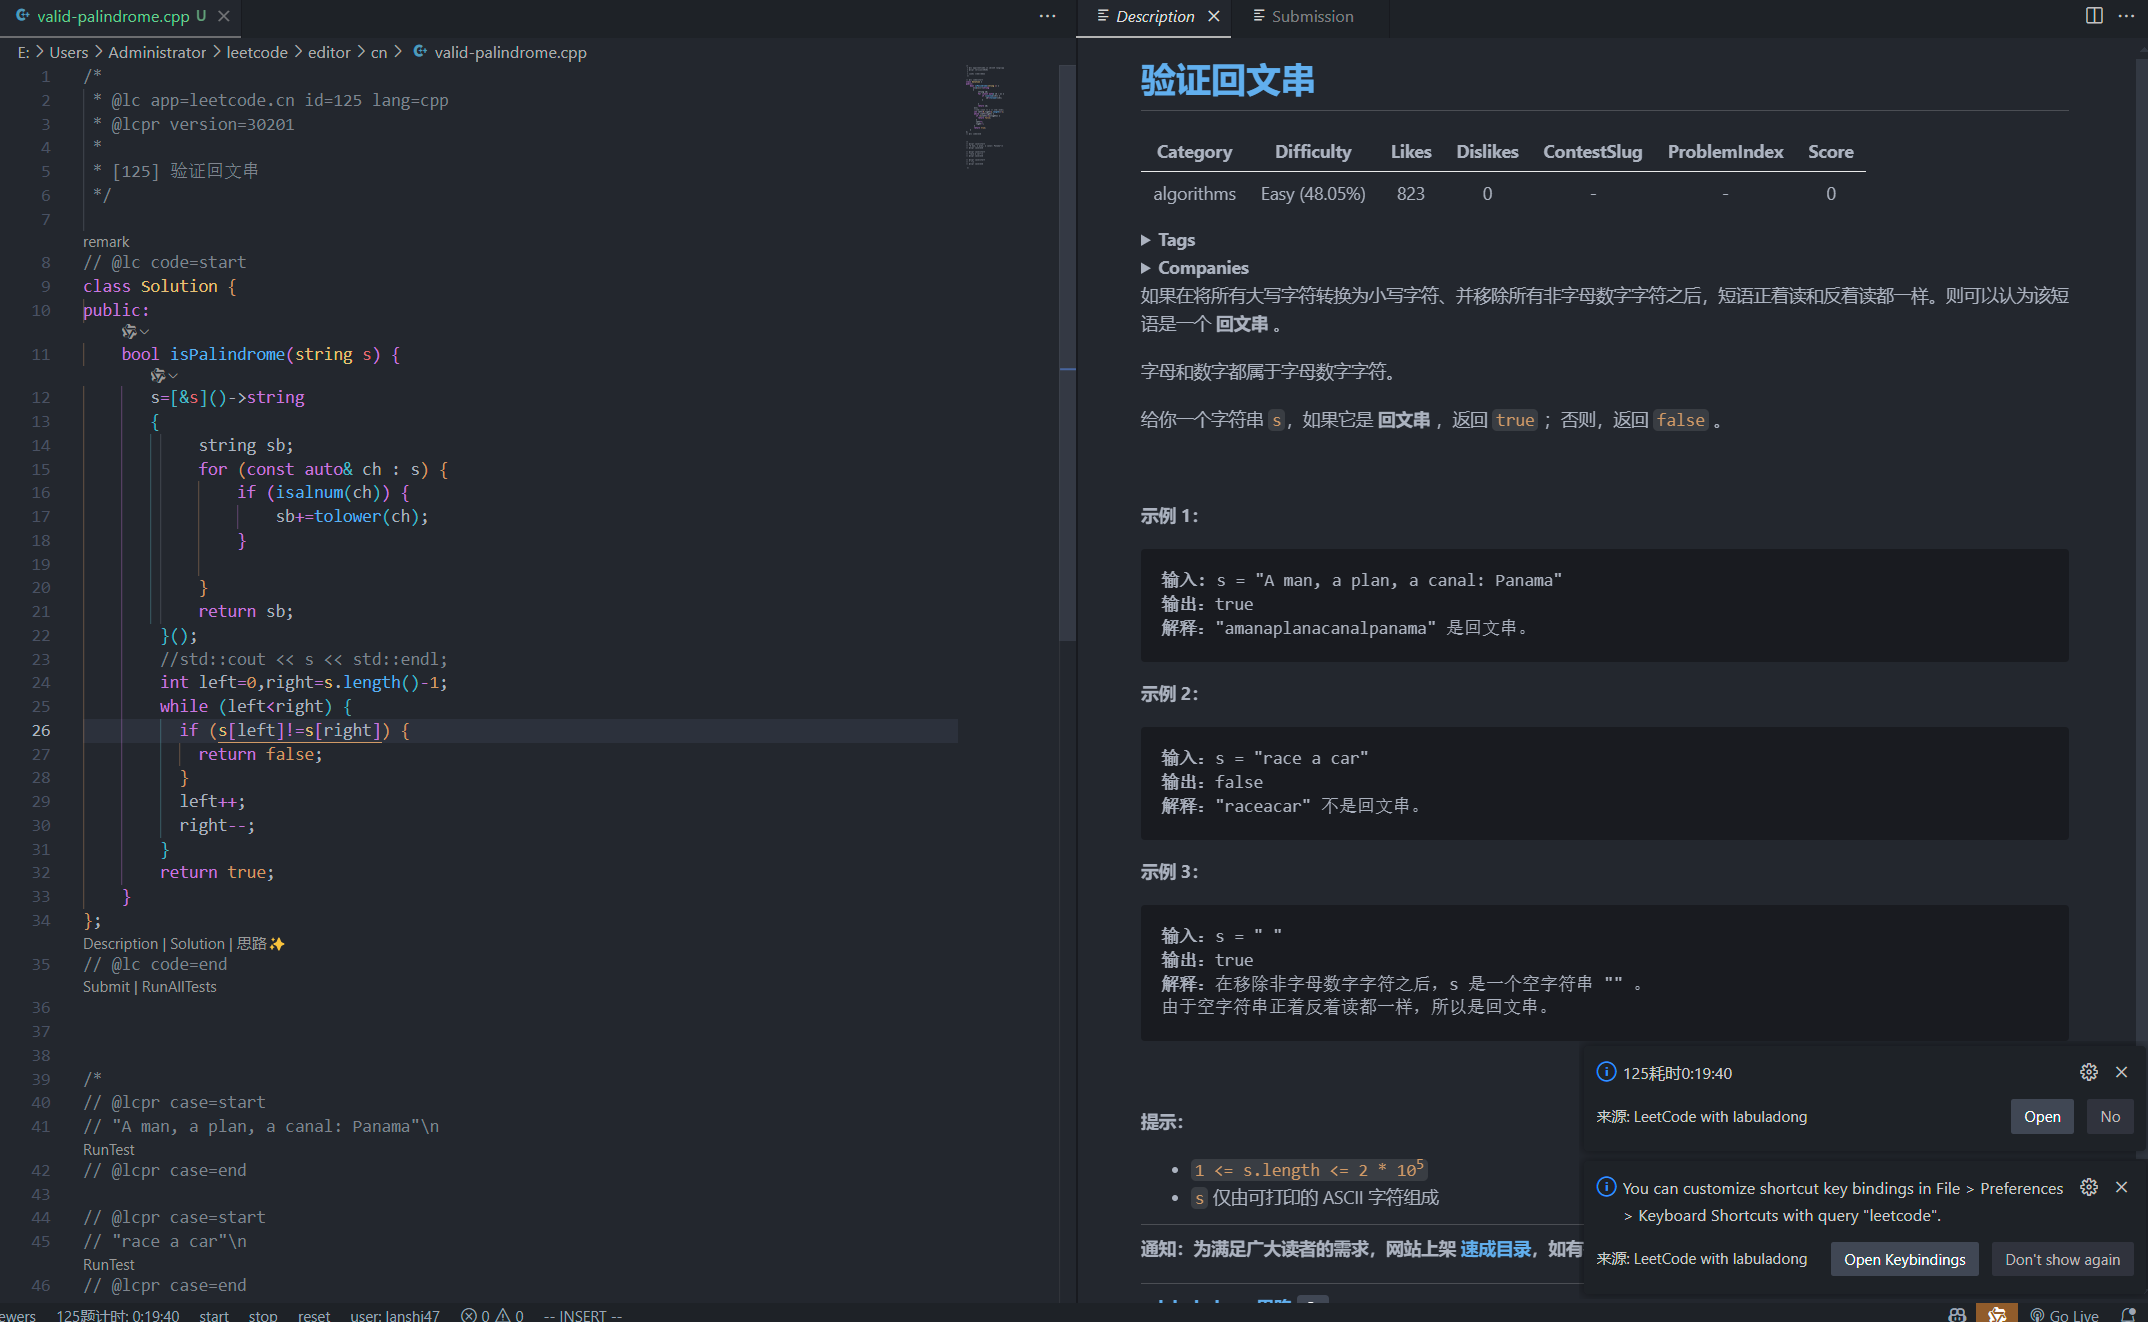 valid-palindrome.cpp U
E: > Users > Administrator > leetcode > editor > cn > valid-palindrome.cpp
1 /*
2 * @lc app=leetcode.cn id=125 lang=cpp
3 * @lcpr version=30201
4 *
5 * [125] 验证回文串
6 */
7
remark
8 // @lc code=start
9 class Solution {
10 public:
11 bool isPalindrome(string s) {
12 s=[&s]()->string
13 {
14 string sb;
15 for (const auto& ch : s) {
16 if (isalnum(ch)) {
17 sb+=tolower(ch);
18 }
19
20 }
21 return sb;
22 }();
23 //std::cout << s << std::endl;
24 int left=0,right=s.length()-1;
25 while (left<right) {
26 if (s[left]!=s[right]) {
27 return false;
28 }
29 left++;
30 right--;
31 }
32 return true;
33 }
34 };
Description | Solution | 思路✨
35 // @lc code=end
Submit | RunAllTests
36
37
38
39 /*
40 // @lcpr case=start
41 // "A man, a plan, a canal: Panama"\n
RunTest
42 // @lcpr case=end
43
44 // @lcpr case=start
45 // "race a car"\n
RunTest
46 // @lcpr case=end
Description Submission
验证回文串
Category Difficulty Likes Dislikes ContestSlug ProblemIndex Score
algorithms Easy (48.05%) 823 0 - - 0
Tags
Companies
如果在将所有大写字符转换为小写字符、并移除所有非字母数字字符之后，短语正着读和反着读都一样。则可以认为该短
语是一个 回文串 。
字母和数字都属于字母数字字符。
给你一个字符串 s，如果它是 回文串 ，返回 true ；否则，返回 false 。
示例 1：
输入: s = "A man, a plan, a canal: Panama"
输出：true
解释："amanaplanacanalpanama" 是回文串。
示例 2：
输入：s = "race a car"
输出：false
解释："raceacar" 不是回文串。
示例 3：
输入：s = " "
输出：true
解释：在移除非字母数字字符之后，s 是一个空字符串 "" 。
由于空字符串正着反着读都一样，所以是回文串。
提示：
• 1 <= s.length <= 2 * 10^5
• s 仅由可打印的 ASCII 字符组成
通知：为满足广大读者的需求，网站上架 速成目录，如有
125耗时0:19:40
来源: LeetCode with labuladong
Open No
You can customize shortcut key bindings in File > Preferences
> Keyboard Shortcuts with query "leetcode".
来源: LeetCode with labuladong
Open Keybindings Don't show again
ewers 125题计时: 0:19:40 start stop reset user: lanshi47 0 0 -- INSERT -- Go Live